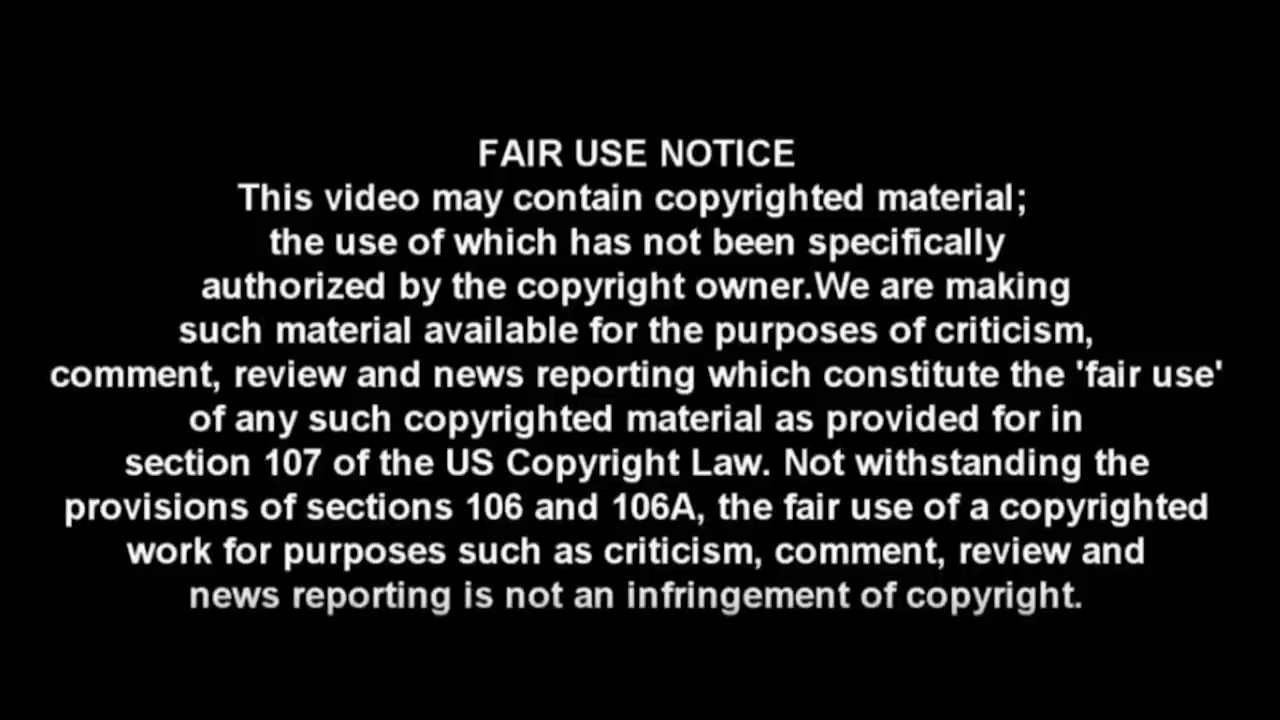 FAIR USE NOTICE
This video may contain copyrighted material;
the use of which has not been specifically
authorized by the copyright owner.We are making
such material available for the purposes of criticism,
comment, review and news reporting which constitute the 'fair use'
of any such copyrighted material as provided for in
section 107 of the US Copyright Law. Not withstanding the
provisions of sections 106 and 106A, the fair use of a copyrighted
work for purposes such as criticism, comment, review and
news reporting is not an infringement of copyright.